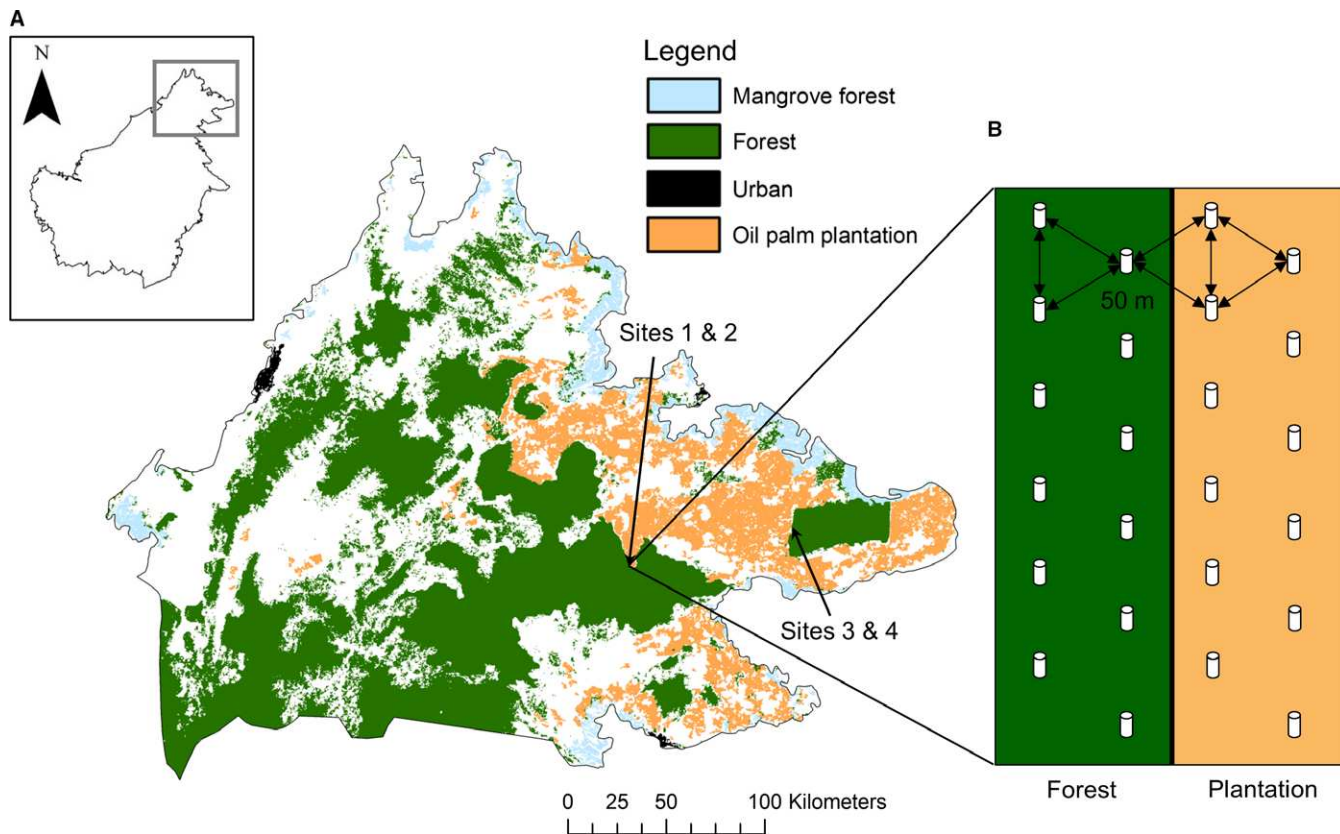 A
N
Legend
Mangrove forest
Forest
Urban
Oil palm plantation
B
Sites 1 & 2
50 m
Sites 3 & 4
0 25 50 100 Kilometers
Forest Plantation